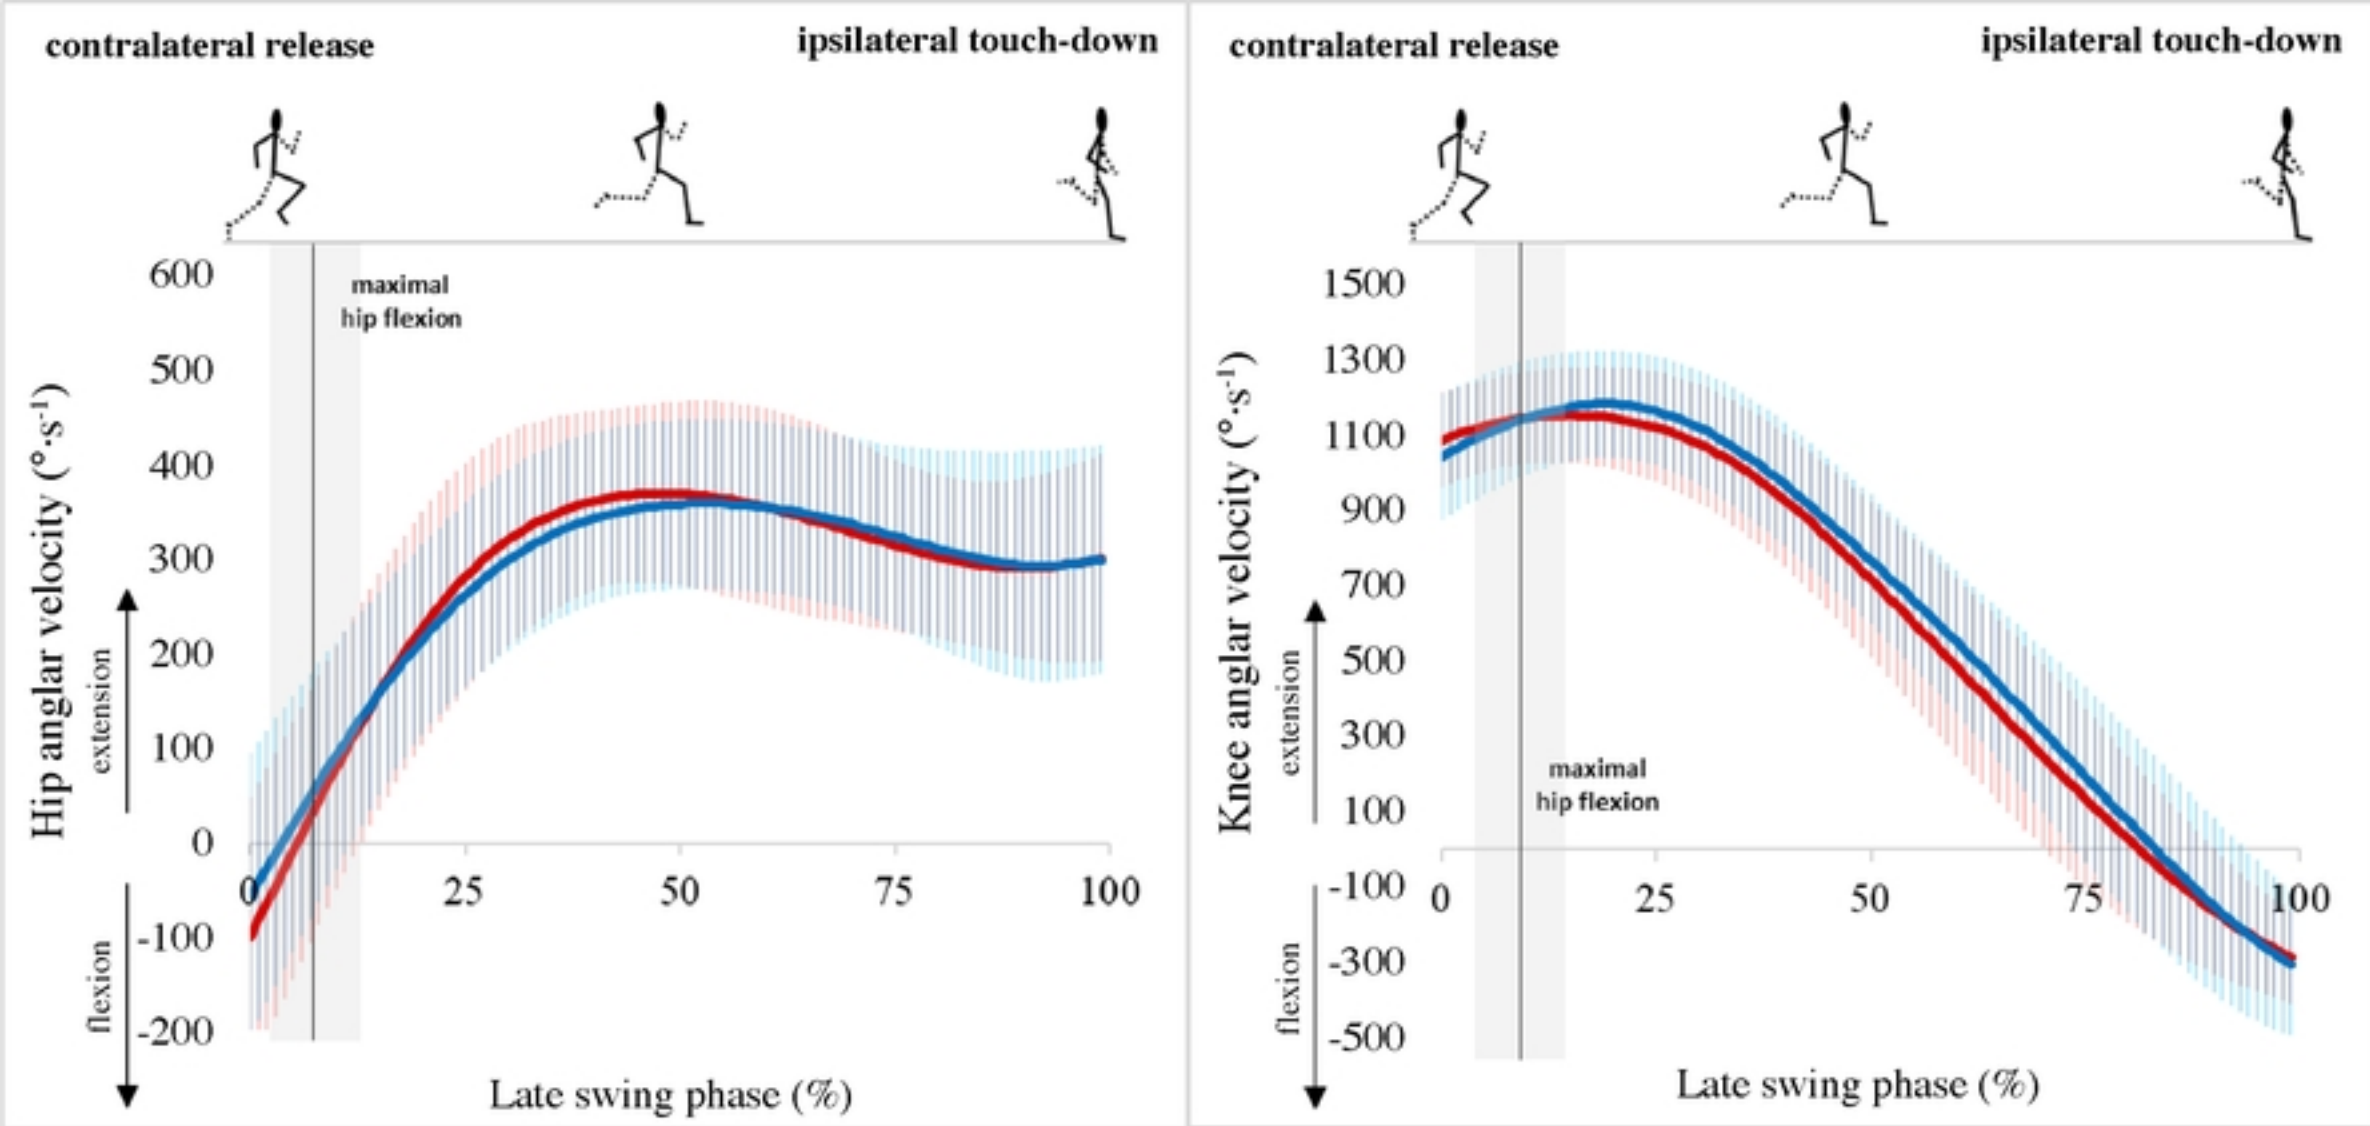 contralateral release
ipsilateral touch-down
maximal
hip flexion
600
500
400
300
200
100
0
-100
-200
Hip anglar velocity (°·s⁻¹)
extension
flexion
0
25
50
75
100
Late swing phase (%)
contralateral release
ipsilateral touch-down
1500
1300
1100
900
700
500
300
100
-100
-300
-500
Knee anglar velocity (°·s⁻¹)
extension
flexion
maximal
hip flexion
0
25
50
75
100
Late swing phase (%)